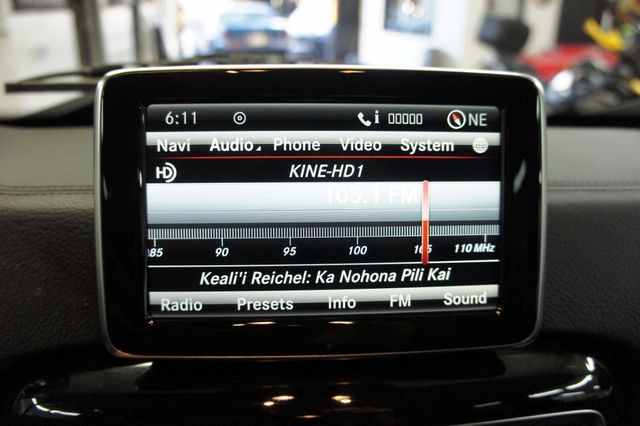 6:11 i NE
Navi Audio Phone Video System
HD KINE-HD1
105.1 FM
85 90 95 100 105 110 MHz
Keali'i Reichel: Ka Nohona Pili Kai
Radio Presets Info FM Sound